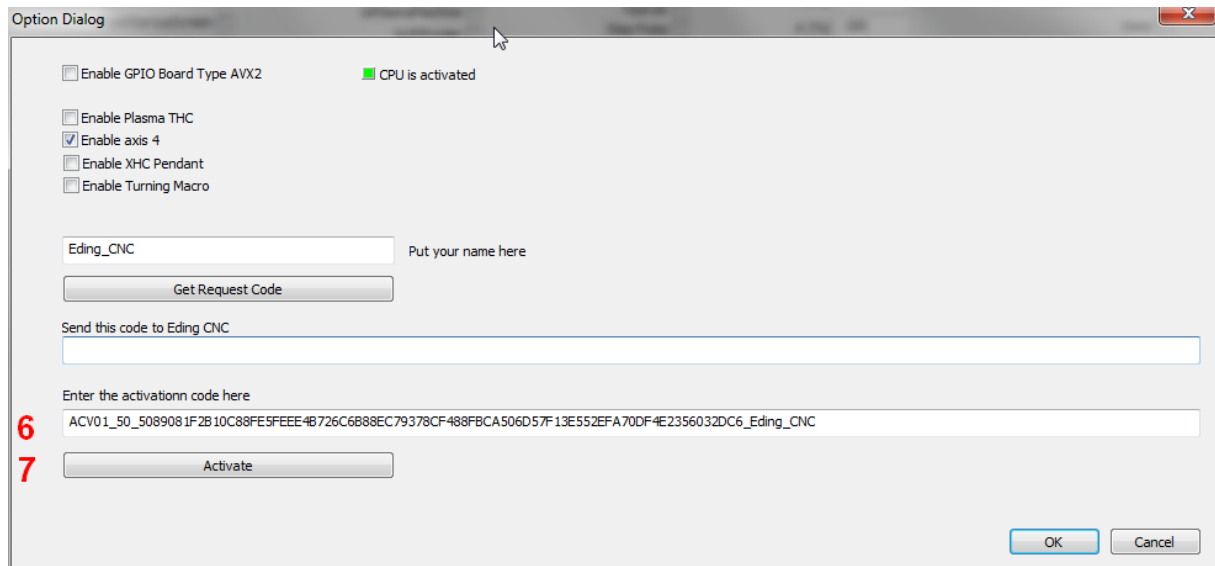 Option Dialog
Enable GPIO Board Type AVX2
CPU is activated
Enable Plasma THC
Enable axis 4
Enable XHC Pendant
Enable Turning Macro
Eding_CNC
Put your name here
Get Request Code
Send this code to Eding CNC
Enter the activationn code here
6
ACV01_50_5089081F2B10C88FE5FEEE4B726C6B88EC79378CF488FBCA506D57F13E552EFA70DF4E2356032DC6_Eding_CNC
7
Activate
OK
Cancel